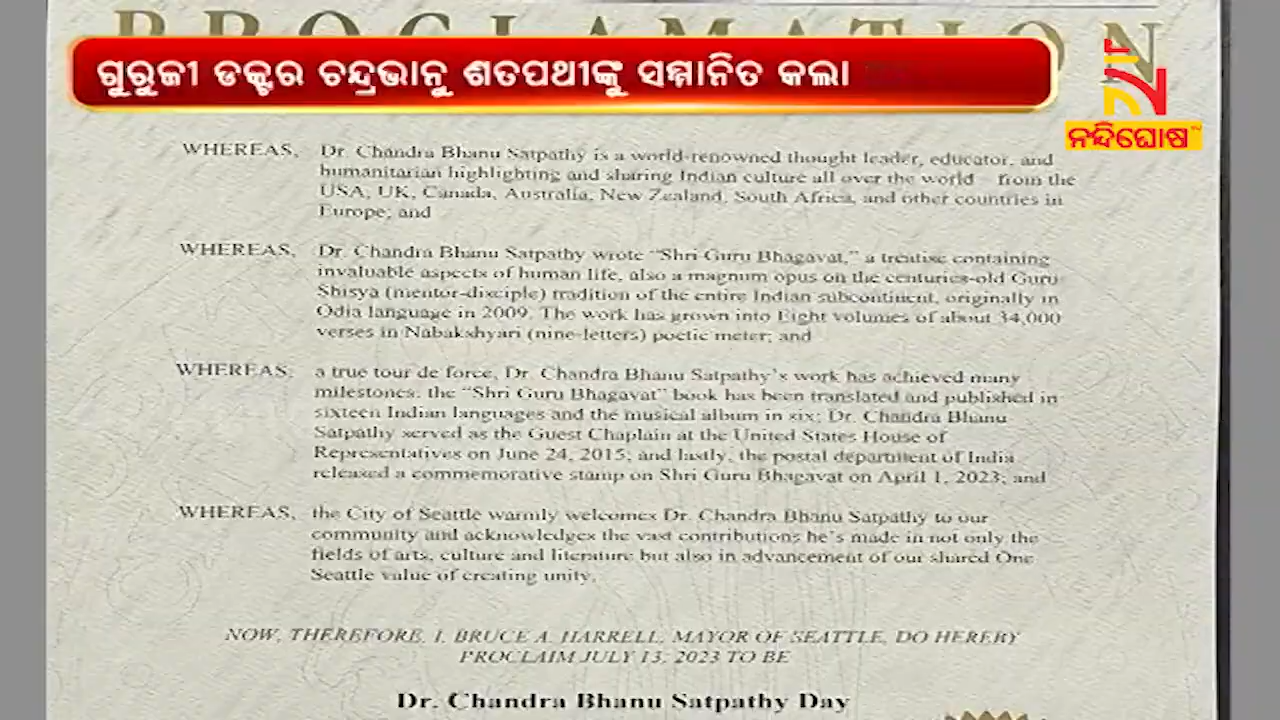 PROCLAMATION
ଗୁରୁଜୀ ଡକ୍ଟର ଚନ୍ଦ୍ରଭାନୁ ଶତପଥୀଙ୍କୁ ସମ୍ମାନିତ କଲା
ନନ୍ଦିଘୋଷ
WHEREAS, Dr. Chandra Bhanu Satpathy is a world-renowned thought leader, educator, and
humanitarian highlighting and sharing Indian culture all over the world – from the
USA, UK, Canada, Australia, New Zealand, South Africa, and other countries in
Europe; and
WHEREAS, Dr. Chandra Bhanu Satpathy wrote “Shri Guru Bhagavat,” a treatise containing
invaluable aspects of human life, also a magnum opus on the centuries-old Guru
Shisya (mentor-disciple) tradition of the entire Indian subcontinent, originally in
Odia language in 2009. The work has grown into Eight volumes of about 34,000
verses in Nabakshyari (nine-letters) poetic meter; and
WHEREAS, a true tour de force, Dr. Chandra Bhanu Satpathy’s work has achieved many
milestones: the “Shri Guru Bhagavat” book has been translated and published in
sixteen Indian languages and the musical album in six; Dr. Chandra Bhanu
Satpathy served as the Guest Chaplain at the United States House of
Representatives on June 24, 2015; and lastly, the postal department of India
released a commemorative stamp on Shri Guru Bhagavat on April 1, 2023; and
WHEREAS, the City of Seattle warmly welcomes Dr. Chandra Bhanu Satpathy to our
community and acknowledges the vast contributions he’s made in not only the
fields of arts, culture and literature but also in advancement of our shared One
Seattle value of creating unity.
NOW, THEREFORE, I, BRUCE A. HARRELL, MAYOR OF SEATTLE, DO HEREBY
PROCLAIM JULY 13, 2023 TO BE
Dr. Chandra Bhanu Satpathy Day